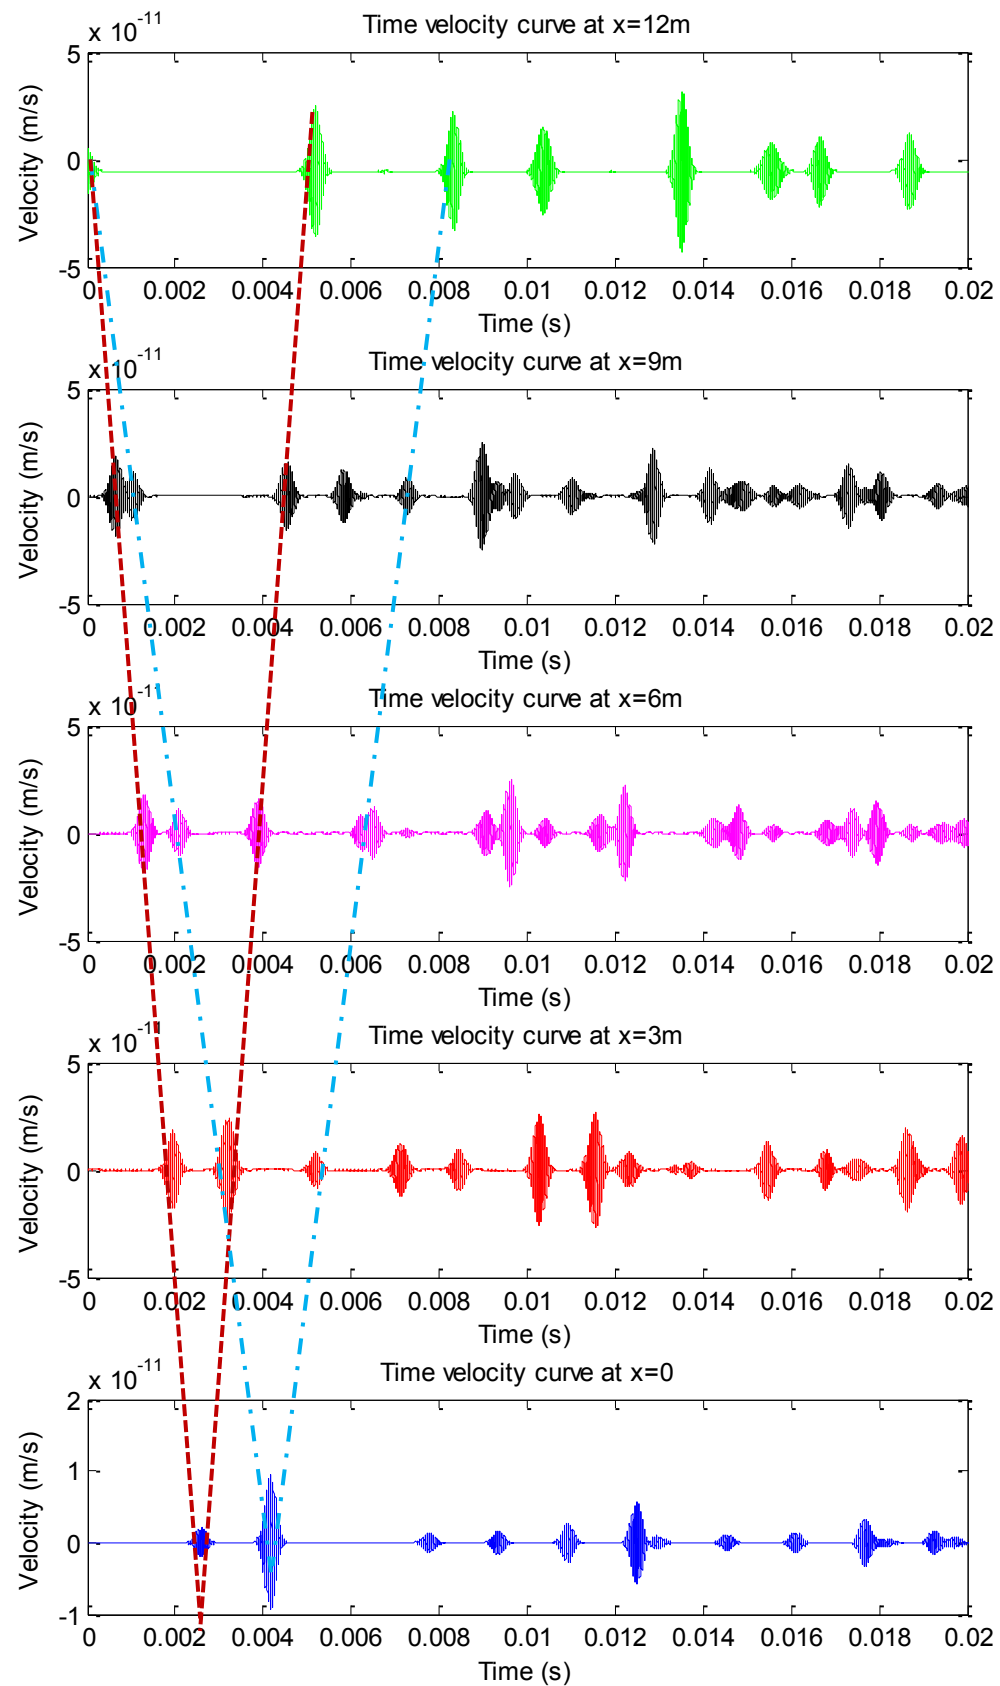 x 10-11
Time velocity curve at x=12m
Velocity (m/s)
5
0
-5
0 0.002 0.004 0.006 0.008 0.01 0.012 0.014 0.016 0.018 0.02
Time (s)
x 10-11
Time velocity curve at x=9m
Velocity (m/s)
5
0
-5
0 0.002 0.004 0.006 0.008 0.01 0.012 0.014 0.016 0.018 0.02
Time (s)
x 10-11
Time velocity curve at x=6m
Velocity (m/s)
5
0
-5
0 0.002 0.004 0.006 0.008 0.01 0.012 0.014 0.016 0.018 0.02
Time (s)
x 10-11
Time velocity curve at x=3m
Velocity (m/s)
5
0
-5
0 0.002 0.004 0.006 0.008 0.01 0.012 0.014 0.016 0.018 0.02
Time (s)
x 10-11
Time velocity curve at x=0
Velocity (m/s)
2
1
0
-1
0 0.002 0.004 0.006 0.008 0.01 0.012 0.014 0.016 0.018 0.02
Time (s)